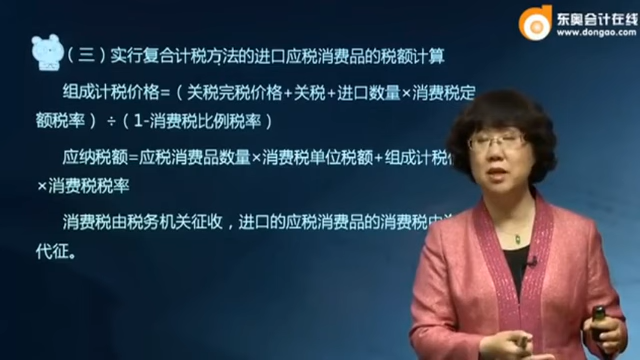 东奥会计在线
www.dongao.com
（三）实行复合计税方法的进口应税消费品的税额计算
组成计税价格=（关税完税价格+关税+进口数量×消费税定
额税率）÷（1-消费税比例税率）
应纳税额=应税消费品数量×消费税单位税额+组成计税
×消费税税率
消费税由税务机关征收，进口的应税消费品的消费税由
代征。